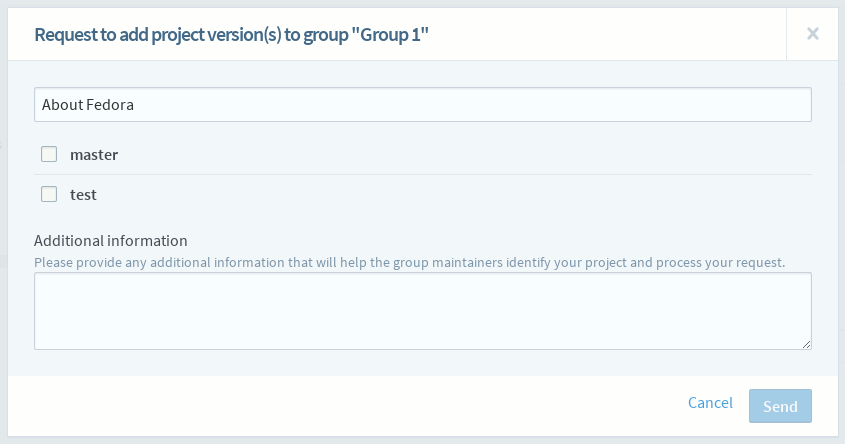 Request to add project version(s) to group "Group 1"
About Fedora
master
test
Additional information
Please provide any additional information that will help the group maintainers identify your project and process your request.
Cancel
Send